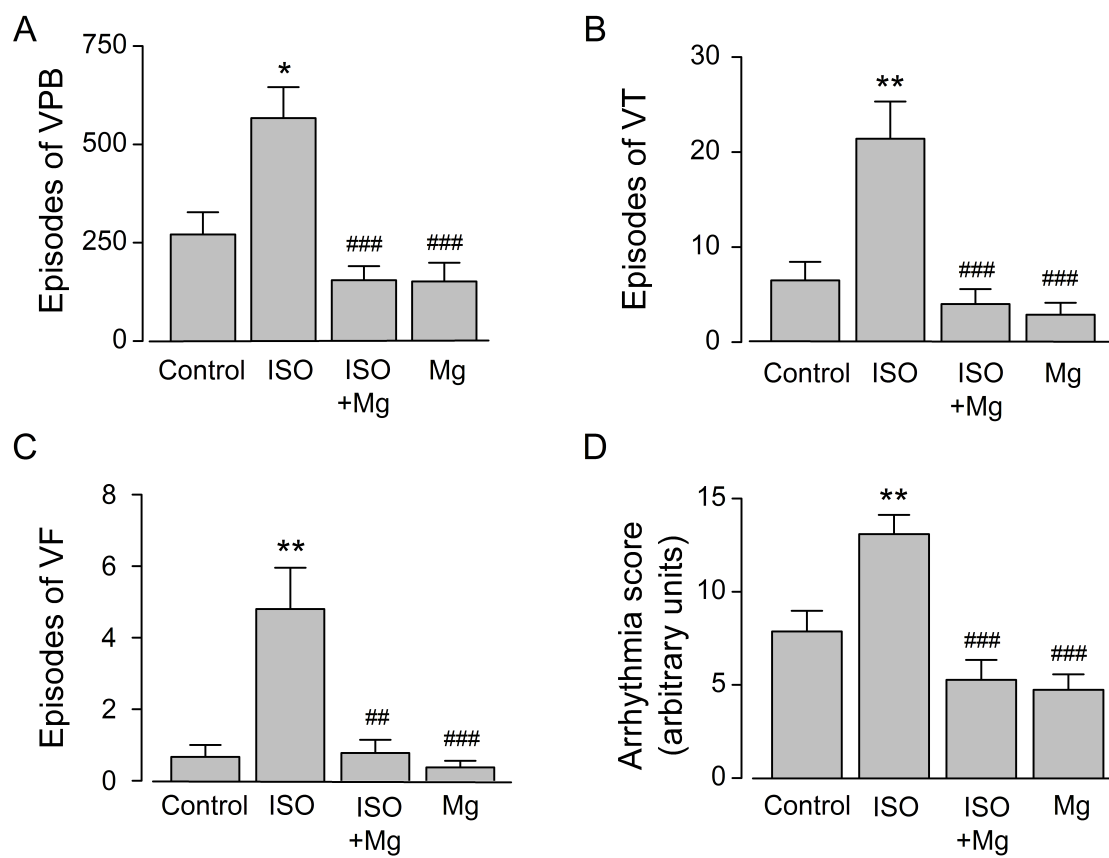 A
Episodes of VPB
750
500
250
0
*
###
###
Control
ISO
ISO
+Mg
Mg
B
Episodes of VT
30
20
10
0
**
###
###
Control
ISO
ISO
+Mg
Mg
C
Episodes of VF
8
6
4
2
0
**
##
###
Control
ISO
ISO
+Mg
Mg
D
Arrhythmia score
(arbitrary units)
15
10
5
0
**
###
###
Control
ISO
ISO
+Mg
Mg